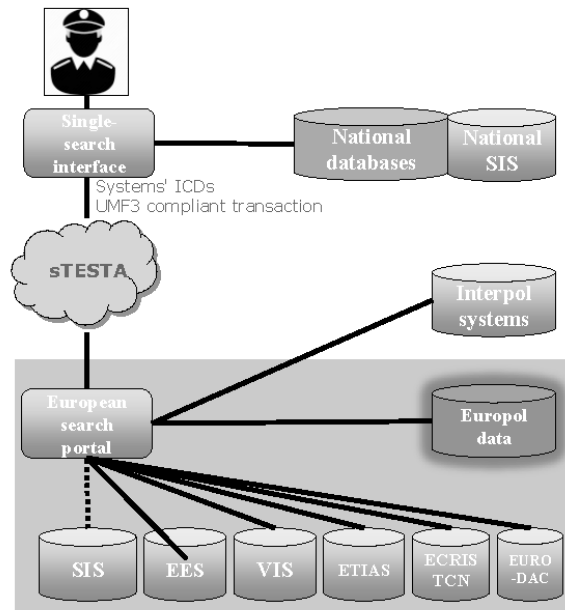 Single-
search
interface
National
databases
National
SIS
Systems' ICDs
UMF3 compliant transaction
sTESTA
Interpol
systems
European
search
portal
Europol
data
SIS
EES
VIS
ETIAS
ECRIS
TCN
EURO
-DAC